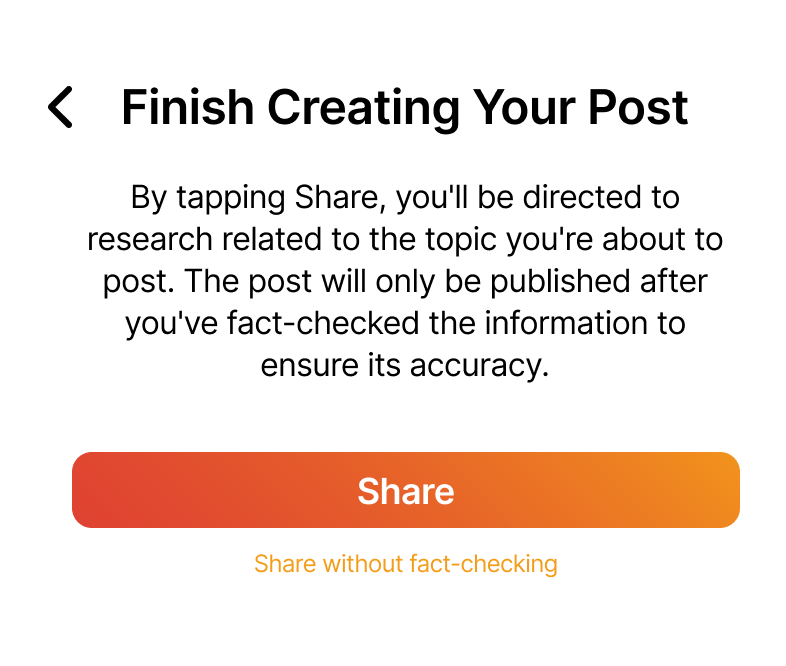 Finish Creating Your Post
By tapping Share, you'll be directed to
research related to the topic you're about to
post. The post will only be published after
you've fact-checked the information to
ensure its accuracy.
Share
Share without fact-checking